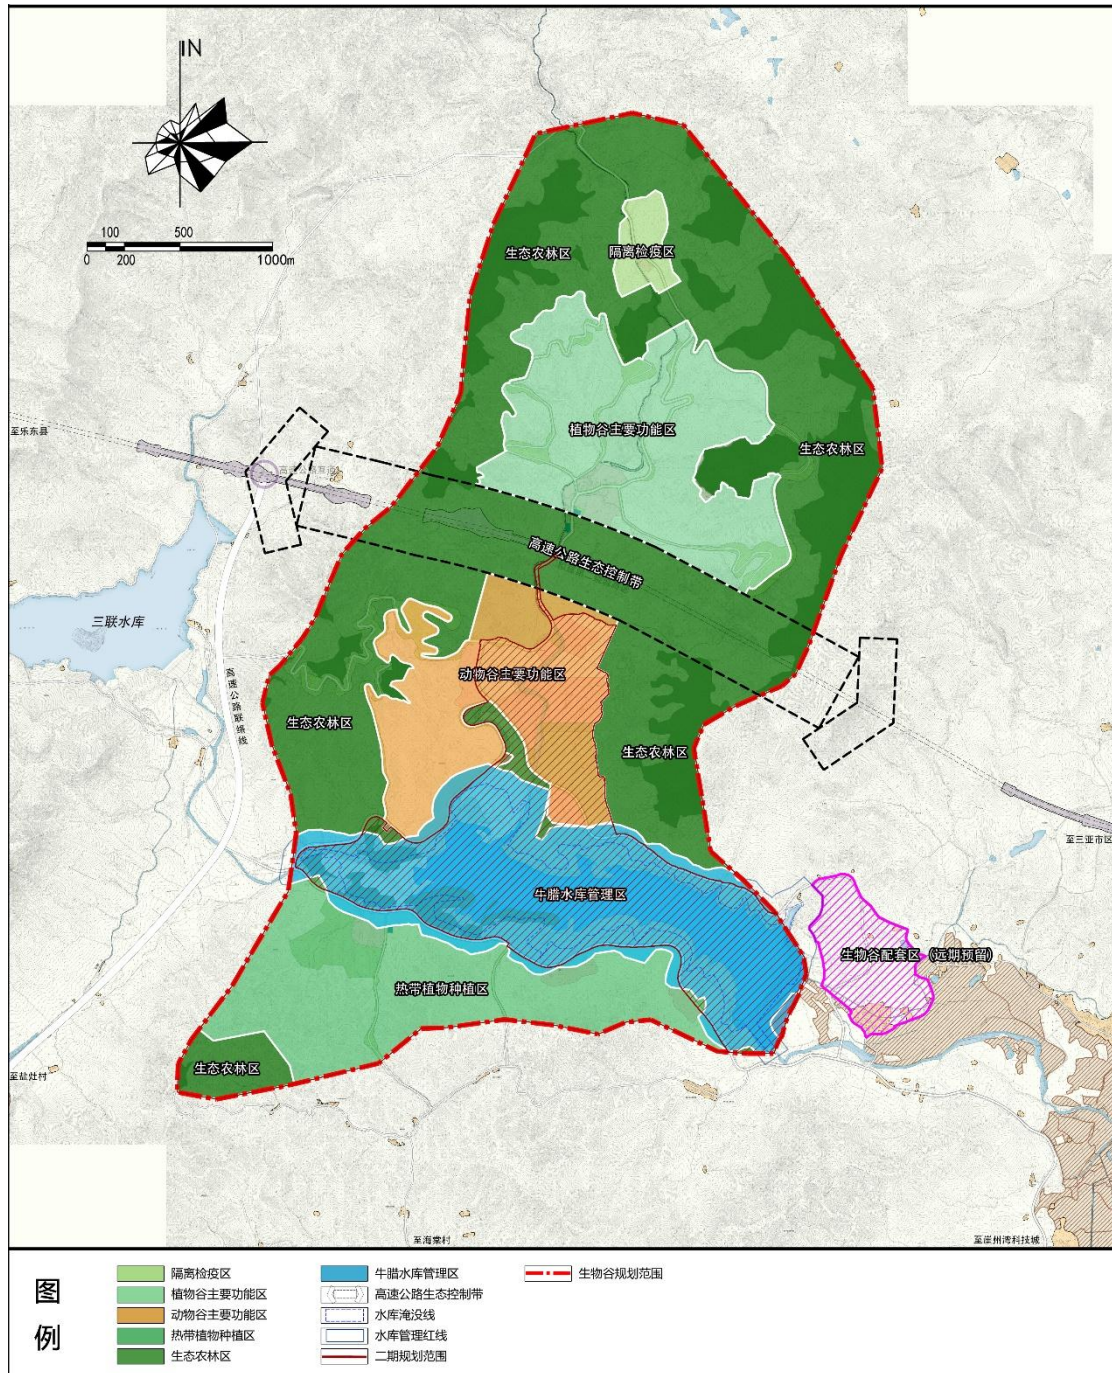 N
100 500
0 200 1000m
生态农林区
隔离检疫区
植物谷主要功能区
生态农林区
至乐东县
高速公路生态控制带
三联水库
高速公路联络线
动物谷主要功能区
生态农林区
生态农林区
至三亚市区
牛腊水库管理区
生物谷配套区（远期预留）
热带植物种植区
生态农林区
至盐灶村
至海棠村
至崖州湾科技城
图例
隔离检疫区
植物谷主要功能区
动物谷主要功能区
热带植物种植区
生态农林区
牛腊水库管理区
高速公路生态控制带
水库淹没线
水库管理红线
二期规划范围
生物谷规划范围